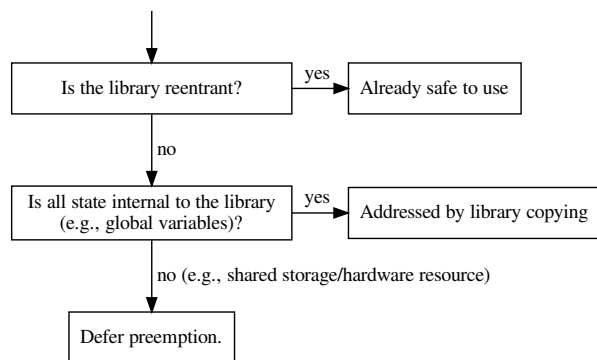 Is the library reentrant?
yes
Already safe to use
no
Is all state internal to the library
(e.g., global variables)?
yes
Addressed by library copying
no (e.g., shared storage/hardware resource)
Defer preemption.